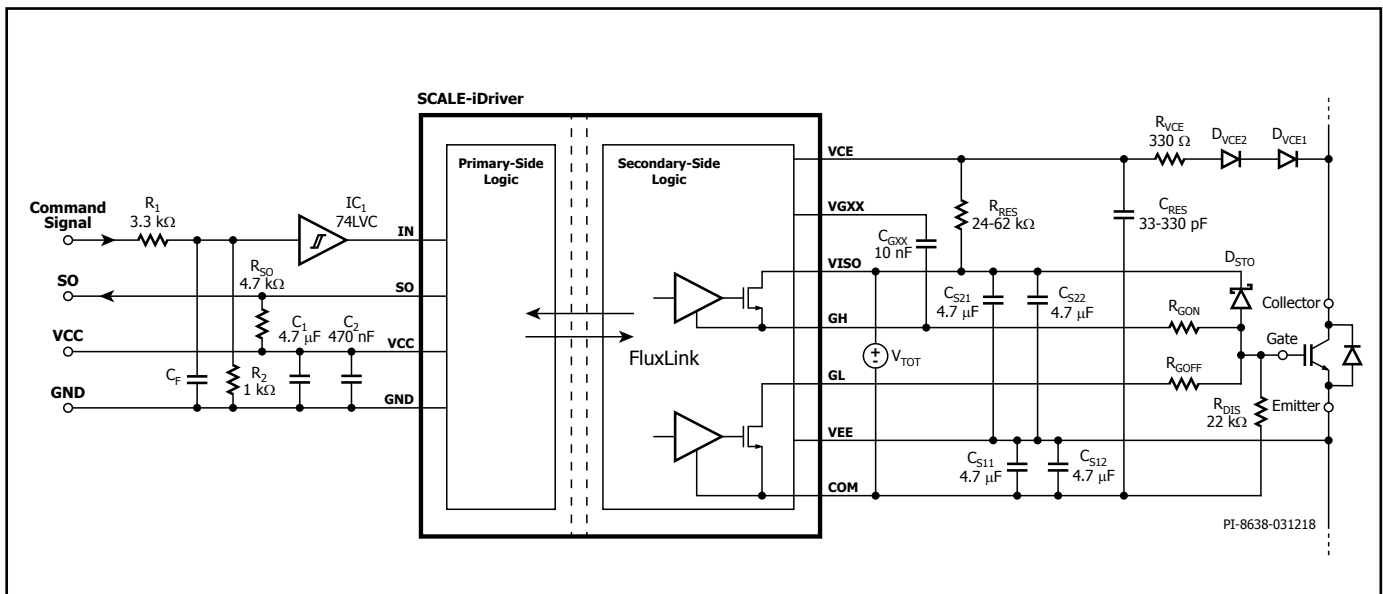 SCALE-iDriver
Primary-Side
Logic
Secondary-Side
Logic
FluxLink
Command
Signal
R1
3.3 kΩ
IC1
74LVC
IN
SO
RSO
4.7 kΩ
SO
VCC
C1
4.7 μF
C2
470 nF
VCC
CF
R2
1 kΩ
GND
GND
VCE
RVCE
330 Ω
DVCE2
DVCE1
VGXX
RRES
24-62 kΩ
CRES
33-330 pF
CGXX
10 nF
VISO
DSTO
CS21
4.7 μF
CS22
4.7 μF
Collector
GH
RGON
VTOT
Gate
GL
RGOFF
RDIS
22 kΩ
Emitter
VEE
CS11
4.7 μF
CS12
4.7 μF
COM
PI-8638-031218